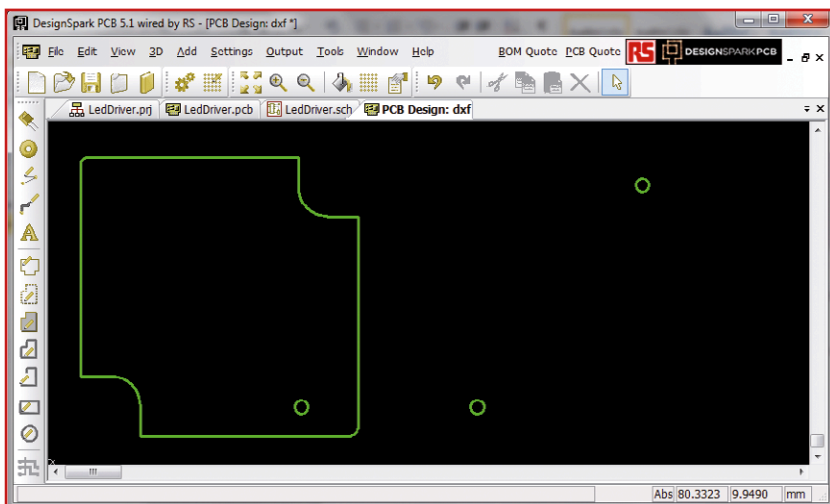 DesignSpark PCB 5.1 wired by RS - [PCB Design: dxf *]
File Edit View 3D Add Settings Output Tools Window Help BOM Quote PCB Quote RS DESIGNSPARK PCB
LedDriver.prj LedDriver.pcb LedDriver.sch PCB Design: dxf
Abs 80.3323 9.9490 mm